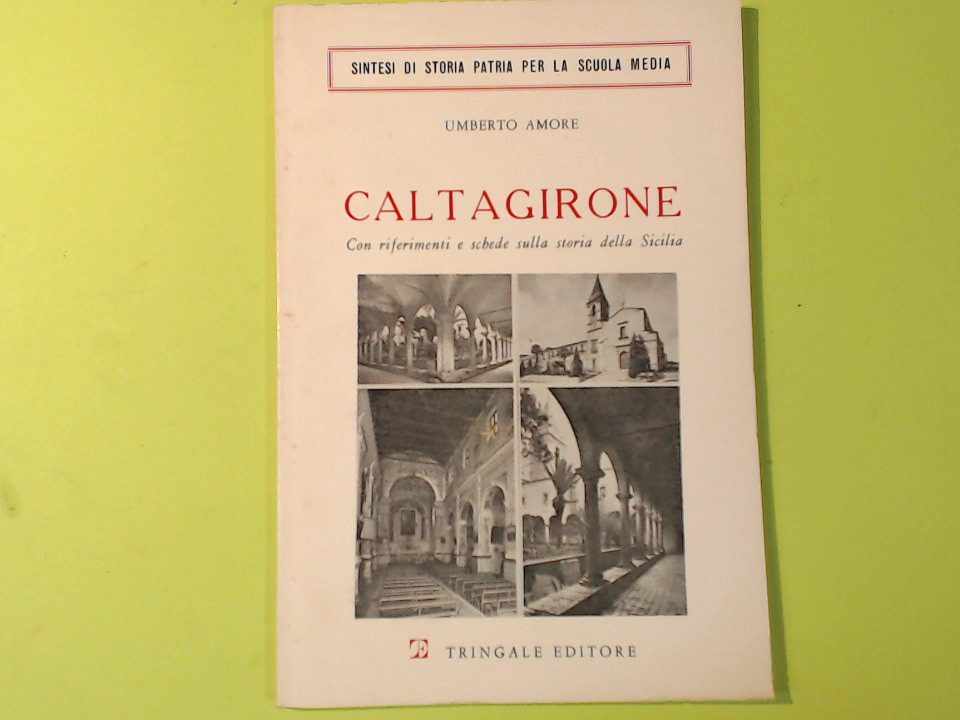 SINTESI DI STORIA PATRIA PER LA SCUOLA MEDIA
UMBERTO AMORE
CALTAGIRONE
Con riferimenti e schede sulla storia della Sicilia
TE TRINGALE EDITORE